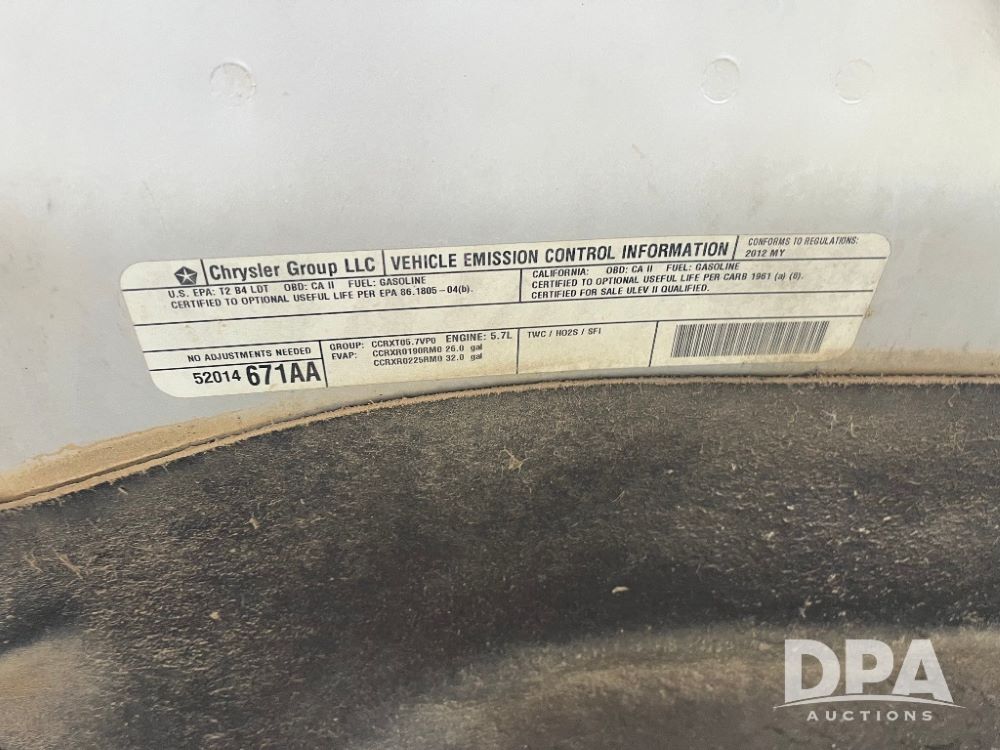 Chrysler Group LLC
VEHICLE EMISSION CONTROL INFORMATION
CONFORMS TO REGULATIONS:
2012 MY
U.S. EPA: T2 B4 LDT OBD: CA II FUEL: GASOLINE
CERTIFIED TO OPTIONAL USEFUL LIFE PER EPA 86.1805-04(b).
CALIFORNIA: OBD: CA II FUEL: GASOLINE
CERTIFIED TO OPTIONAL USEFUL LIFE PER CARB 1961 (a) (8).
CERTIFIED FOR SALE ULEV II QUALIFIED.
NO ADJUSTMENTS NEEDED
52014 671AA
GROUP: CCRXT05.7VP0 ENGINE: 5.7L
EVAP: CCRXR0190RM0 26.0 gal
CCRXR0225RM0 32.0 gal
TWC / HO2S / SFI
DPA
AUCTIONS